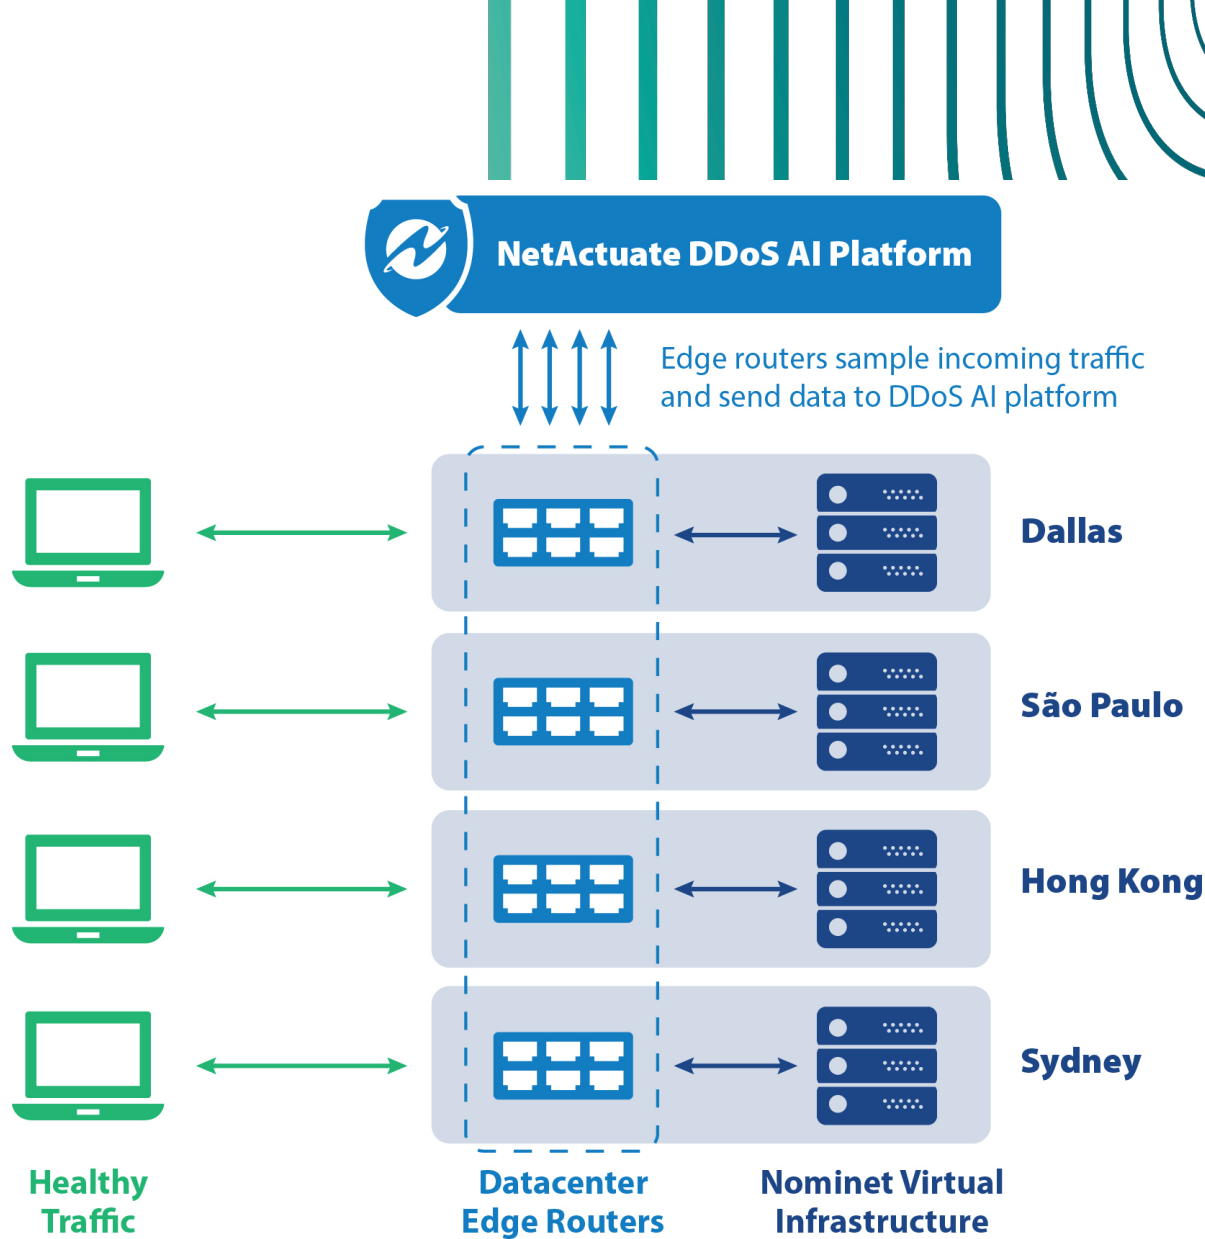 NetActuate DDoS AI Platform
Edge routers sample incoming traffic
and send data to DDoS AI platform
Dallas
São Paulo
Hong Kong
Sydney
Healthy
Traffic
Datacenter
Edge Routers
Nominet Virtual
Infrastructure